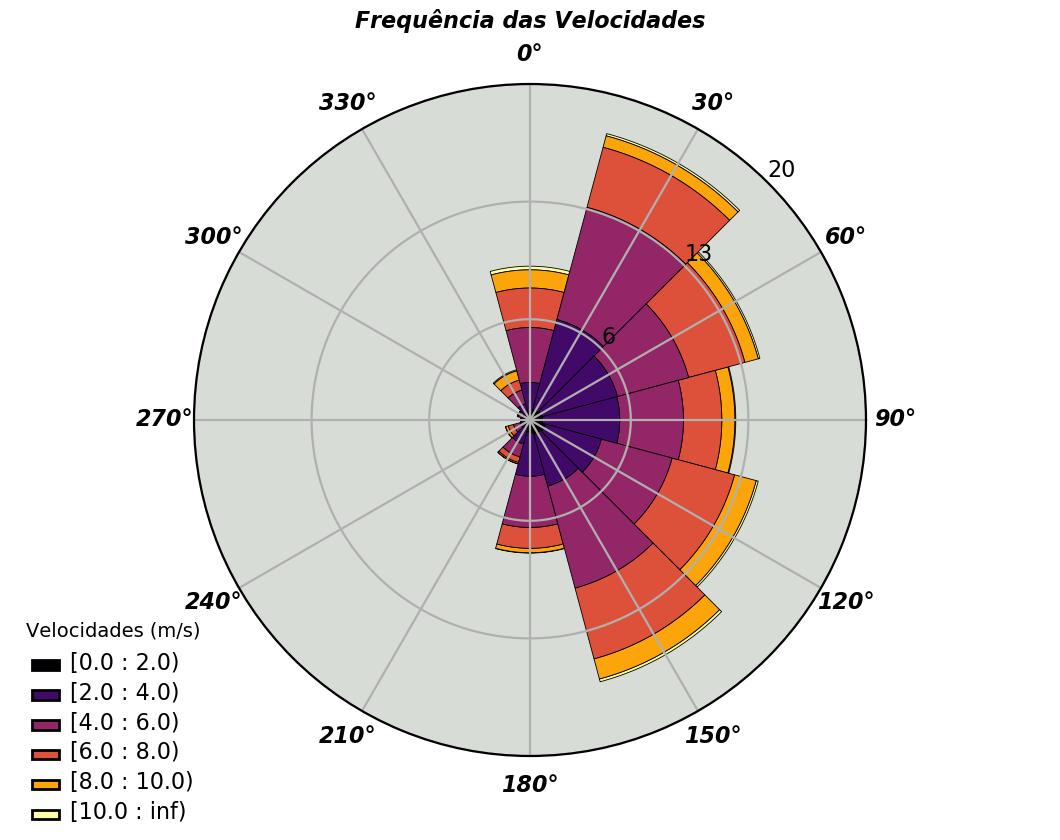 Frequência das Velocidades
0°
330°
30°
20
300°
60°
13
6
270°
90°
240°
120°
210°
150°
180°
Velocidades (m/s)
[0.0 : 2.0)
[2.0 : 4.0)
[4.0 : 6.0)
[6.0 : 8.0)
[8.0 : 10.0)
[10.0 : inf)